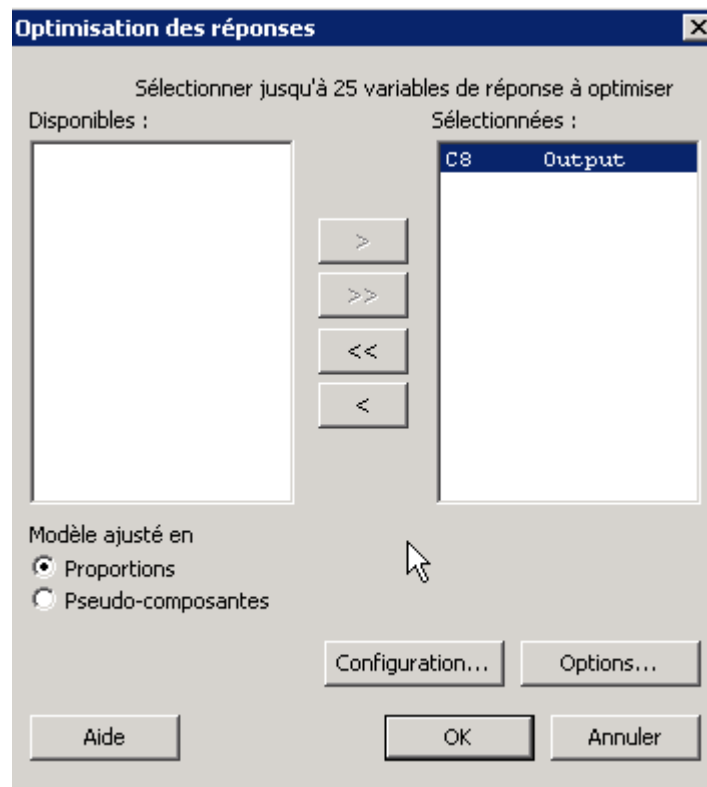 Optimisation des réponses
Sélectionner jusqu'à 25 variables de réponse à optimiser
Disponibles :
Sélectionnées :
C8 Output
>
>>
<<
<
Modèle ajusté en
Proportions
Pseudo-composantes
Configuration...
Options...
Aide
OK
Annuler